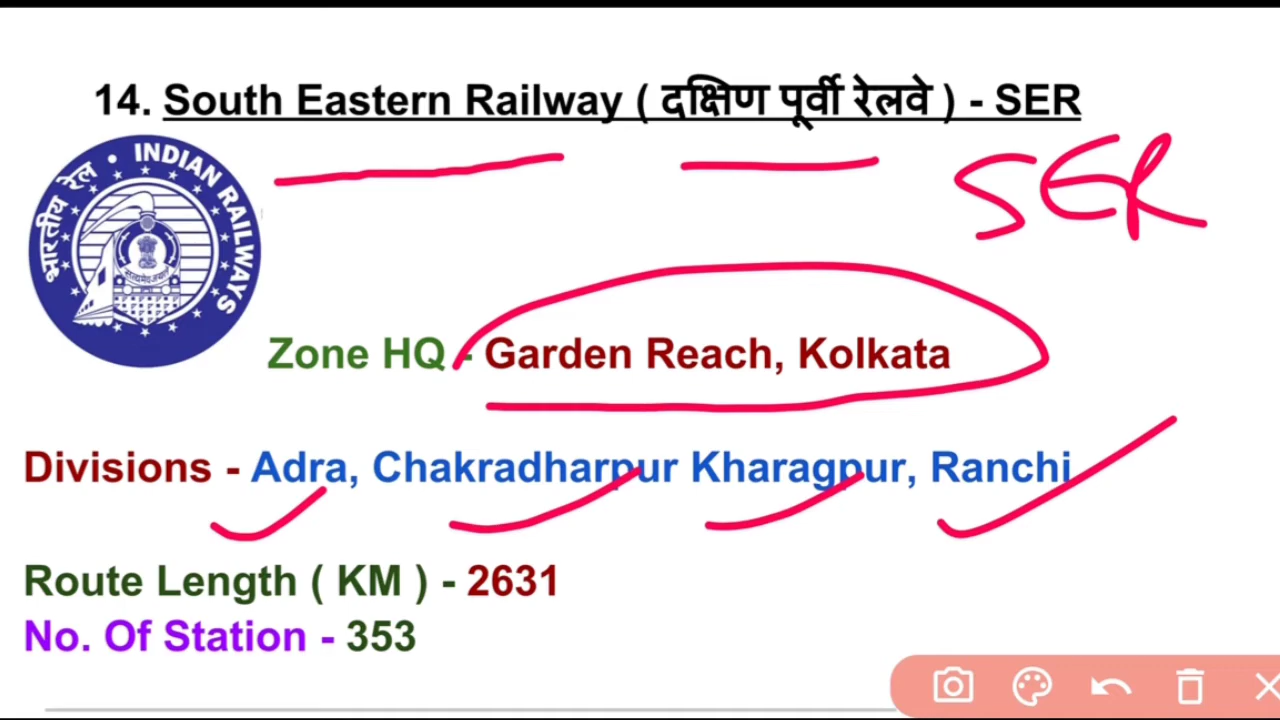 14. South Eastern Railway ( दक्षिण पूर्वी रेलवे ) - SER
SER
भारतीय रेल • INDIAN RAILWAYS
Zone HQ - Garden Reach, Kolkata
Divisions - Adra, Chakradharpur Kharagpur, Ranchi
Route Length ( KM ) - 2631
No. Of Station - 353